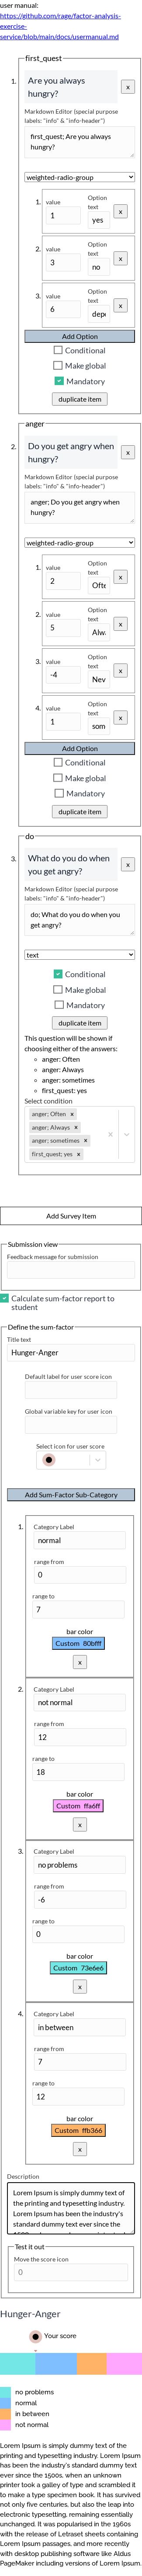 user manual:
https://github.com/rage/factor-analysis-
exercise-
service/blob/main/docs/usermanual.md
first_quest
1.
Are you always
hungry?
x
Markdown Editor (special purpose
labels: "info" & "info-header")
first_quest; Are you always
hungry?
weighted-radio-group
1.
value
Option
text
1
yes
x
2.
value
Option
text
3
no
x
3.
value
Option
text
6
depe
x
Add Option
Conditional
Make global
Mandatory
duplicate item
anger
2.
Do you get angry when
hungry?
x
Markdown Editor (special purpose
labels: "info" & "info-header")
anger; Do you get angry when
hungry?
weighted-radio-group
1.
value
Option
text
2
Ofte
x
2.
value
Option
text
5
Alwa
x
3.
value
Option
text
-4
Nev
x
4.
value
Option
text
1
som
x
Add Option
Conditional
Make global
Mandatory
duplicate item
do
3.
What do you do when
you get angry?
x
Markdown Editor (special purpose
labels: "info" & "info-header")
do; What do you do when you
get angry?
text
Conditional
Make global
Mandatory
duplicate item
This question will be shown if
choosing either of the answers:
anger: Often
anger: Always
anger: sometimes
first_quest: yes
Select condition
anger; Often x
anger; Always x
anger; sometimes x
first_quest; yes x
Add Survey Item
Submission view
Feedback message for submission
Calculate sum-factor report to
student
Define the sum-factor
Title text
Hunger-Anger
Default label for user score icon
Global variable key for user icon
Select icon for user score
Add Sum-Factor Sub-Category
1.
Category Label
normal
range from
0
range to
7
bar color
Custom 80bfff
x
2.
Category Label
not normal
range from
12
range to
18
bar color
Custom ffa6ff
x
3.
Category Label
no problems
range from
-6
range to
0
bar color
Custom 73e6e6
x
4.
Category Label
in between
range from
7
range to
12
bar color
Custom ffb366
x
Description
Lorem Ipsum is simply dummy text of
the printing and typesetting industry.
Lorem Ipsum has been the industry's
standard dummy text ever since the
Test it out
Move the score icon
0
Hunger-Anger
Your score
no problems
normal
in between
not normal
Lorem Ipsum is simply dummy text of the
printing and typesetting industry. Lorem Ipsum
has been the industry's standard dummy text
ever since the 1500s, when an unknown
printer took a galley of type and scrambled it
to make a type specimen book. It has survived
not only five centuries, but also the leap into
electronic typesetting, remaining essentially
unchanged. It was popularised in the 1960s
with the release of Letraset sheets containing
Lorem Ipsum passages, and more recently
with desktop publishing software like Aldus
PageMaker including versions of Lorem Ipsum.